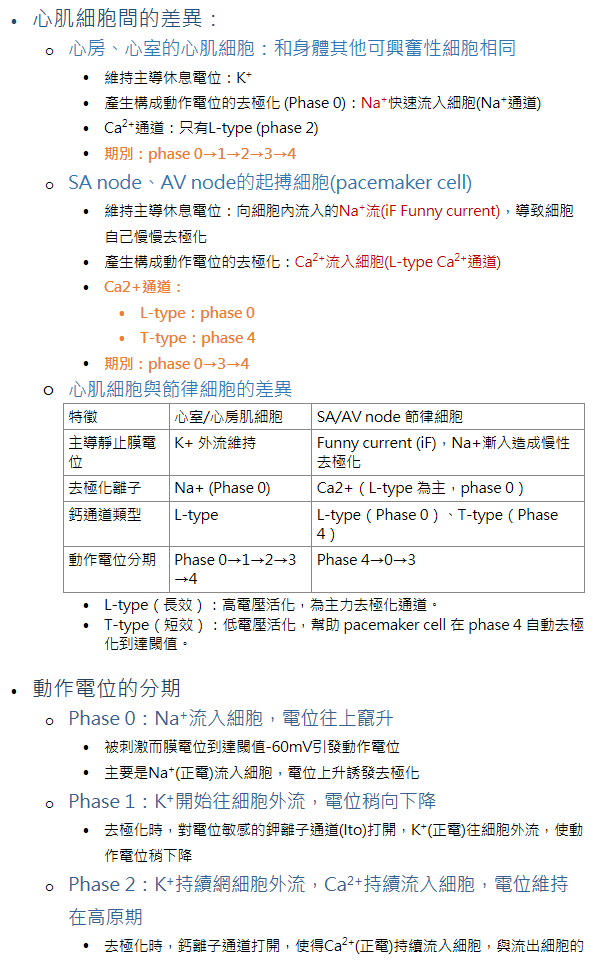 心肌細胞間的差異：
心房、心室的心肌細胞：和身體其他可興奮性細胞相同
維持主導休息電位：K⁺
產生構成動作電位的去極化 (Phase 0)：Na⁺快速流入細胞(Na⁺通道)
Ca²⁺通道：只有L-type (phase 2)
期別：phase 0→1→2→3→4
SA node、AV node的起搏細胞(pacemaker cell)
維持主導休息電位：向細胞內流入的Na⁺流(iF Funny current)，導致細胞
自己慢慢去極化
產生構成動作電位的去極化：Ca²⁺流入細胞(L-type Ca²⁺通道)
Ca2+通道：
L-type：phase 0
T-type：phase 4
期別：phase 0→3→4
心肌細胞與節律細胞的差異
特徵 心室/心房肌細胞 SA/AV node 節律細胞
主導靜止膜電 K+ 外流維持 Funny current (iF)，Na+漸入造成慢性
位 去極化
去極化離子 Na+ (Phase 0) Ca2+（L-type 為主，phase 0）
鈣通道類型 L-type L-type（Phase 0）、T-type（Phase
4）
動作電位分期 Phase 0→1→2→3 Phase 4→0→3
→4
L-type（長效）：高電壓活化，為主力去極化通道。
T-type（短效）：低電壓活化，幫助 pacemaker cell 在 phase 4 自動去極
化到達閾值。
動作電位的分期
Phase 0：Na⁺流入細胞，電位往上竄升
被刺激而膜電位到達閾值-60mV引發動作電位
主要是Na⁺(正電)流入細胞，電位上升誘發去極化
Phase 1：K⁺開始往細胞外流，電位稍向下降
去極化時，對電位敏感的鉀離子通道(Ito)打開，K⁺(正電)往細胞外流，使動
作電位稍下降
Phase 2：K⁺持續網細胞外流，Ca²⁺持續流入細胞，電位維持
在高原期
去極化時，鈣離子通道打開，使得Ca²⁺(正電)持續流入細胞，與流出細胞的